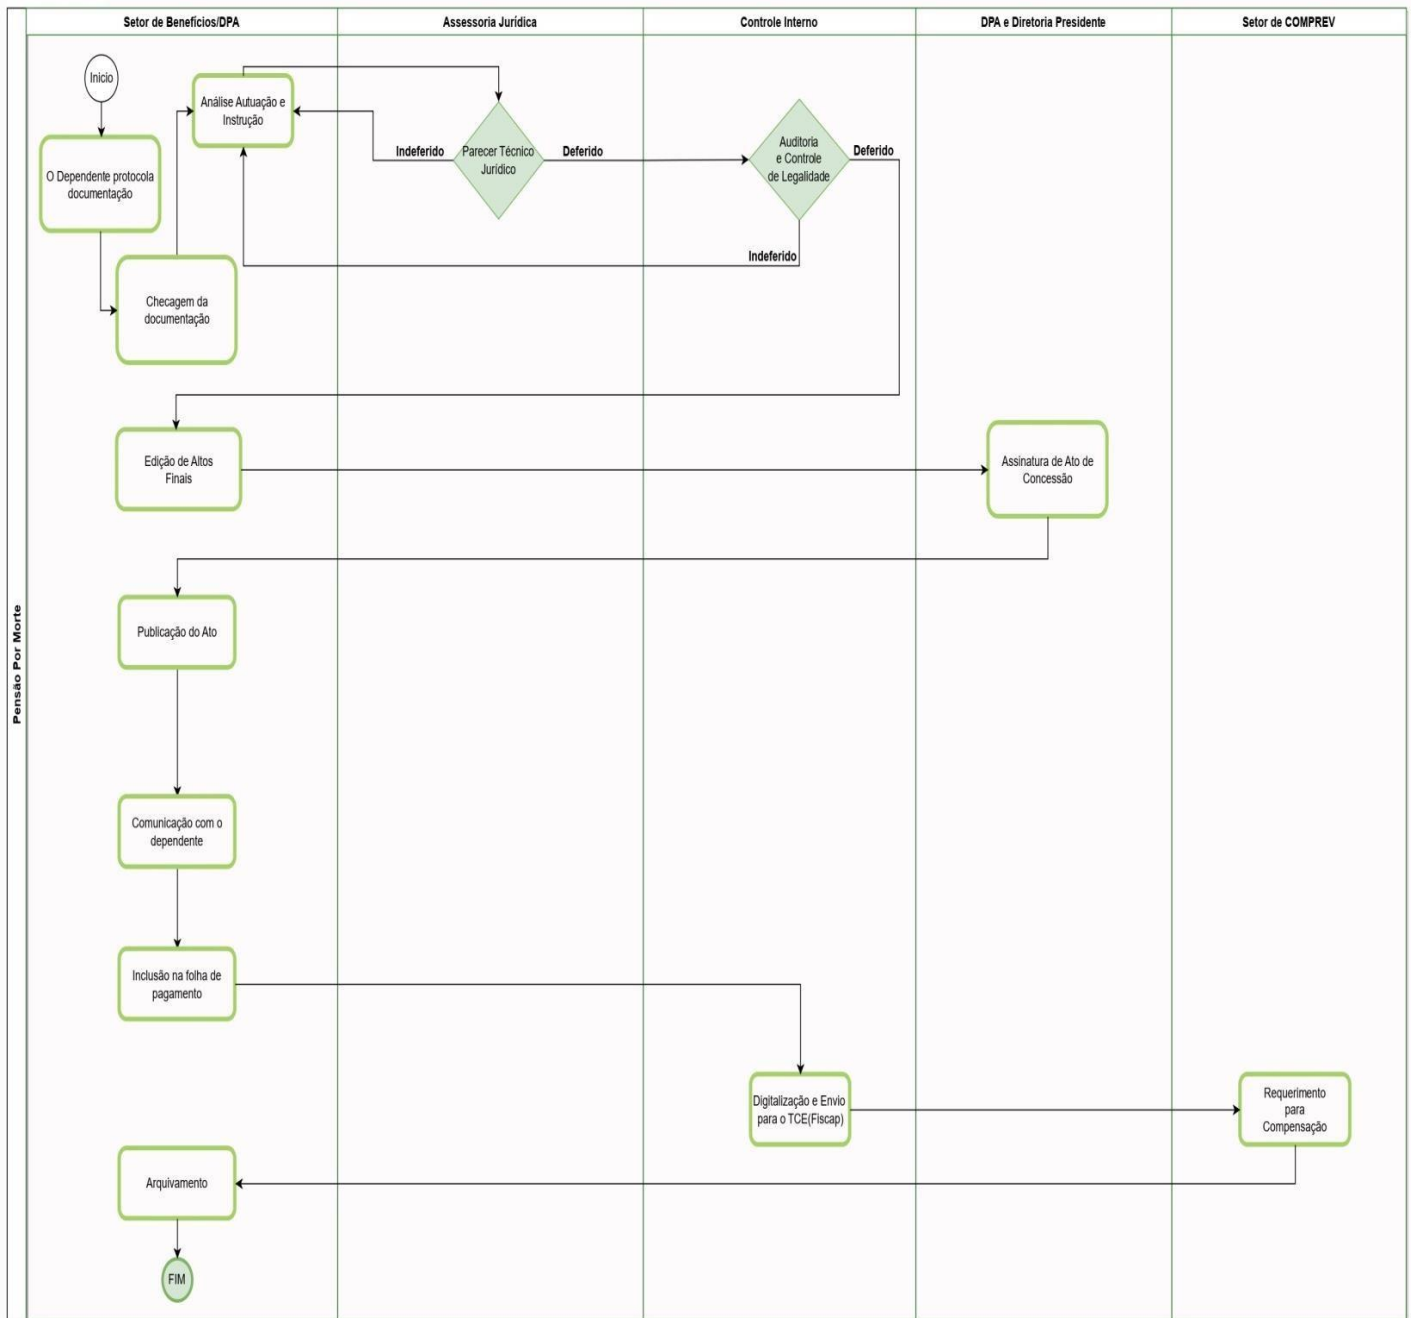 Setor de Benefícios/DPA
Assessoria Jurídica
Controle Interno
DPA e Diretoria Presidente
Setor de COMPREV
Pensão Por Morte
Inicio
O Dependente protocola
documentação
Checagem da
documentação
Análise Autuação e
Instrução
Indeferido
Parecer Técnico
Jurídico
Deferido
Auditoria
e Controle
de Legalidade
Deferido
Indeferido
Edição de Altos
Finais
Assinatura de Ato de
Concessão
Publicação do Ato
Comunicação com o
dependente
Inclusão na folha de
pagamento
Digitalização e Envio
para o TCE(Fiscap)
Requerimento
para
Compensação
Arquivamento
FIM